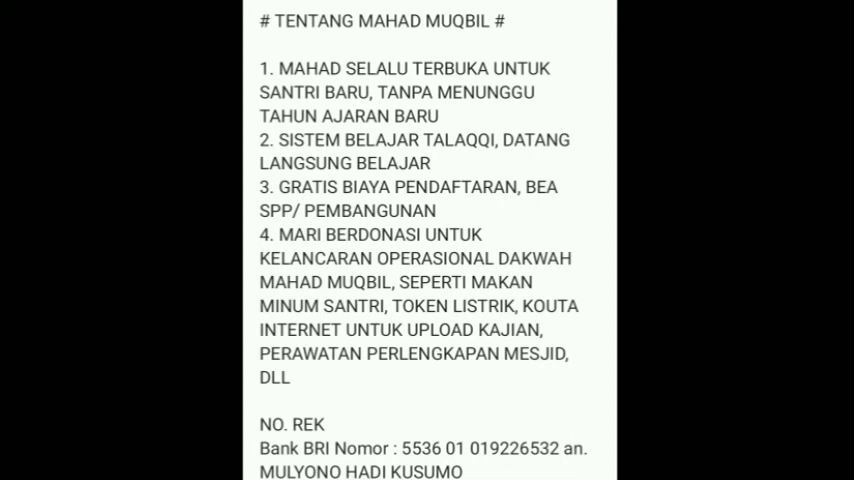 # TENTANG MAHAD MUQBIL #
1. MAHAD SELALU TERBUKA UNTUK
SANTRI BARU, TANPA MENUNGGU
TAHUN AJARAN BARU
2. SISTEM BELAJAR TALAQQI, DATANG
LANGSUNG BELAJAR
3. GRATIS BIAYA PENDAFTARAN, BEA
SPP/ PEMBANGUNAN
4. MARI BERDONASI UNTUK
KELANCARAN OPERASIONAL DAKWAH
MAHAD MUQBIL, SEPERTI MAKAN
MINUM SANTRI, TOKEN LISTRIK, KOUTA
INTERNET UNTUK UPLOAD KAJIAN,
PERAWATAN PERLENGKAPAN MESJID,
DLL
NO. REK
Bank BRI Nomor : 5536 01 019226532 an.
MULYONO HADI KUSUMO